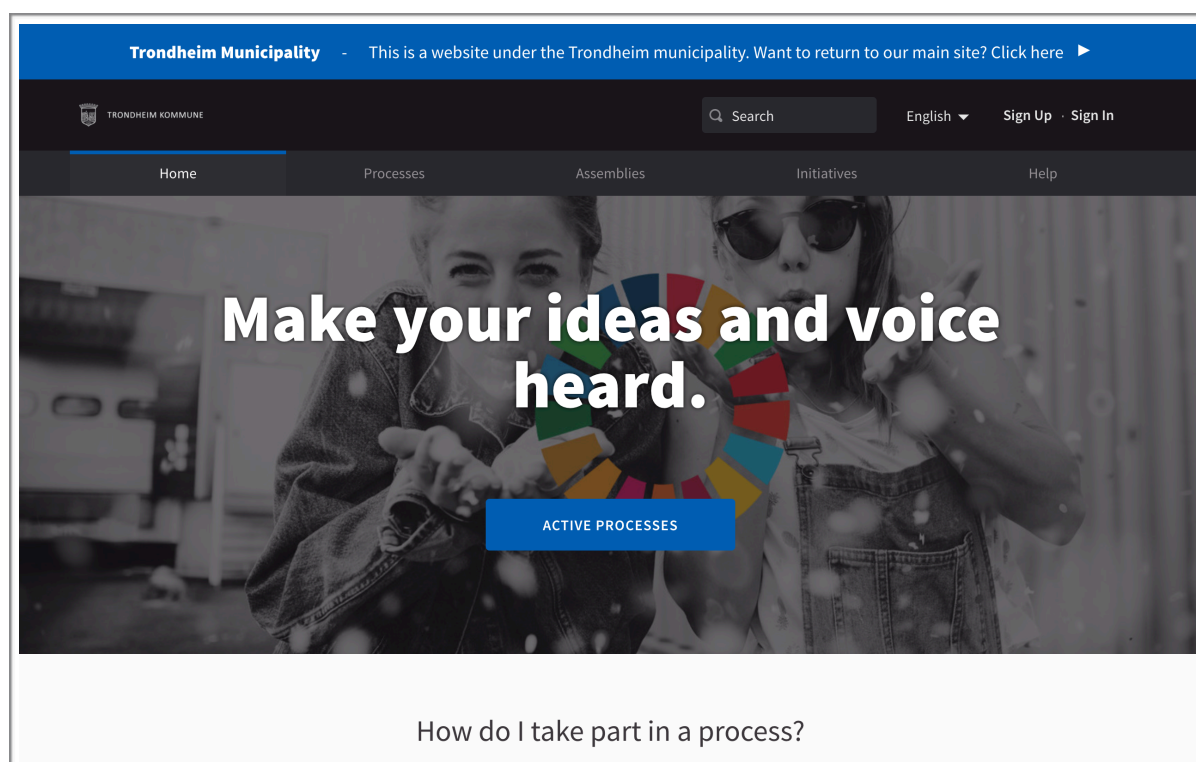 Trondheim Municipality - This is a website under the Trondheim municipality. Want to return to our main site? Click here
TRONDHEIM KOMMUNE
Search
English
Sign Up · Sign In
Home
Processes
Assemblies
Initiatives
Help
Make your ideas and voice
heard.
ACTIVE PROCESSES
How do I take part in a process?